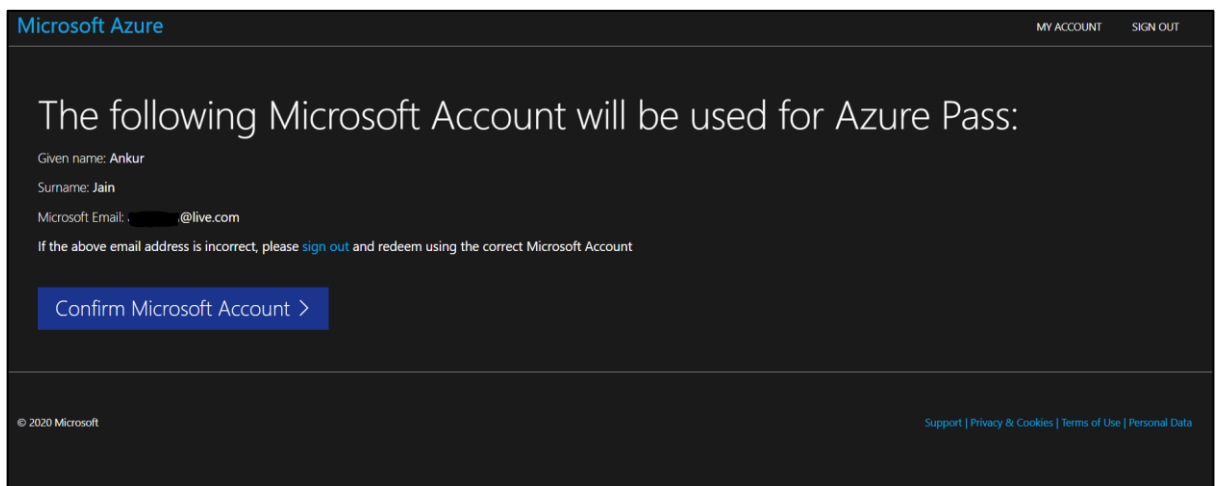 Microsoft Azure
MY ACCOUNT SIGN OUT
The following Microsoft Account will be used for Azure Pass:
Given name: Ankur
Surname: Jain
Microsoft Email: @live.com
If the above email address is incorrect, please sign out and redeem using the correct Microsoft Account
Confirm Microsoft Account >
© 2020 Microsoft
Support | Privacy & Cookies | Terms of Use | Personal Data